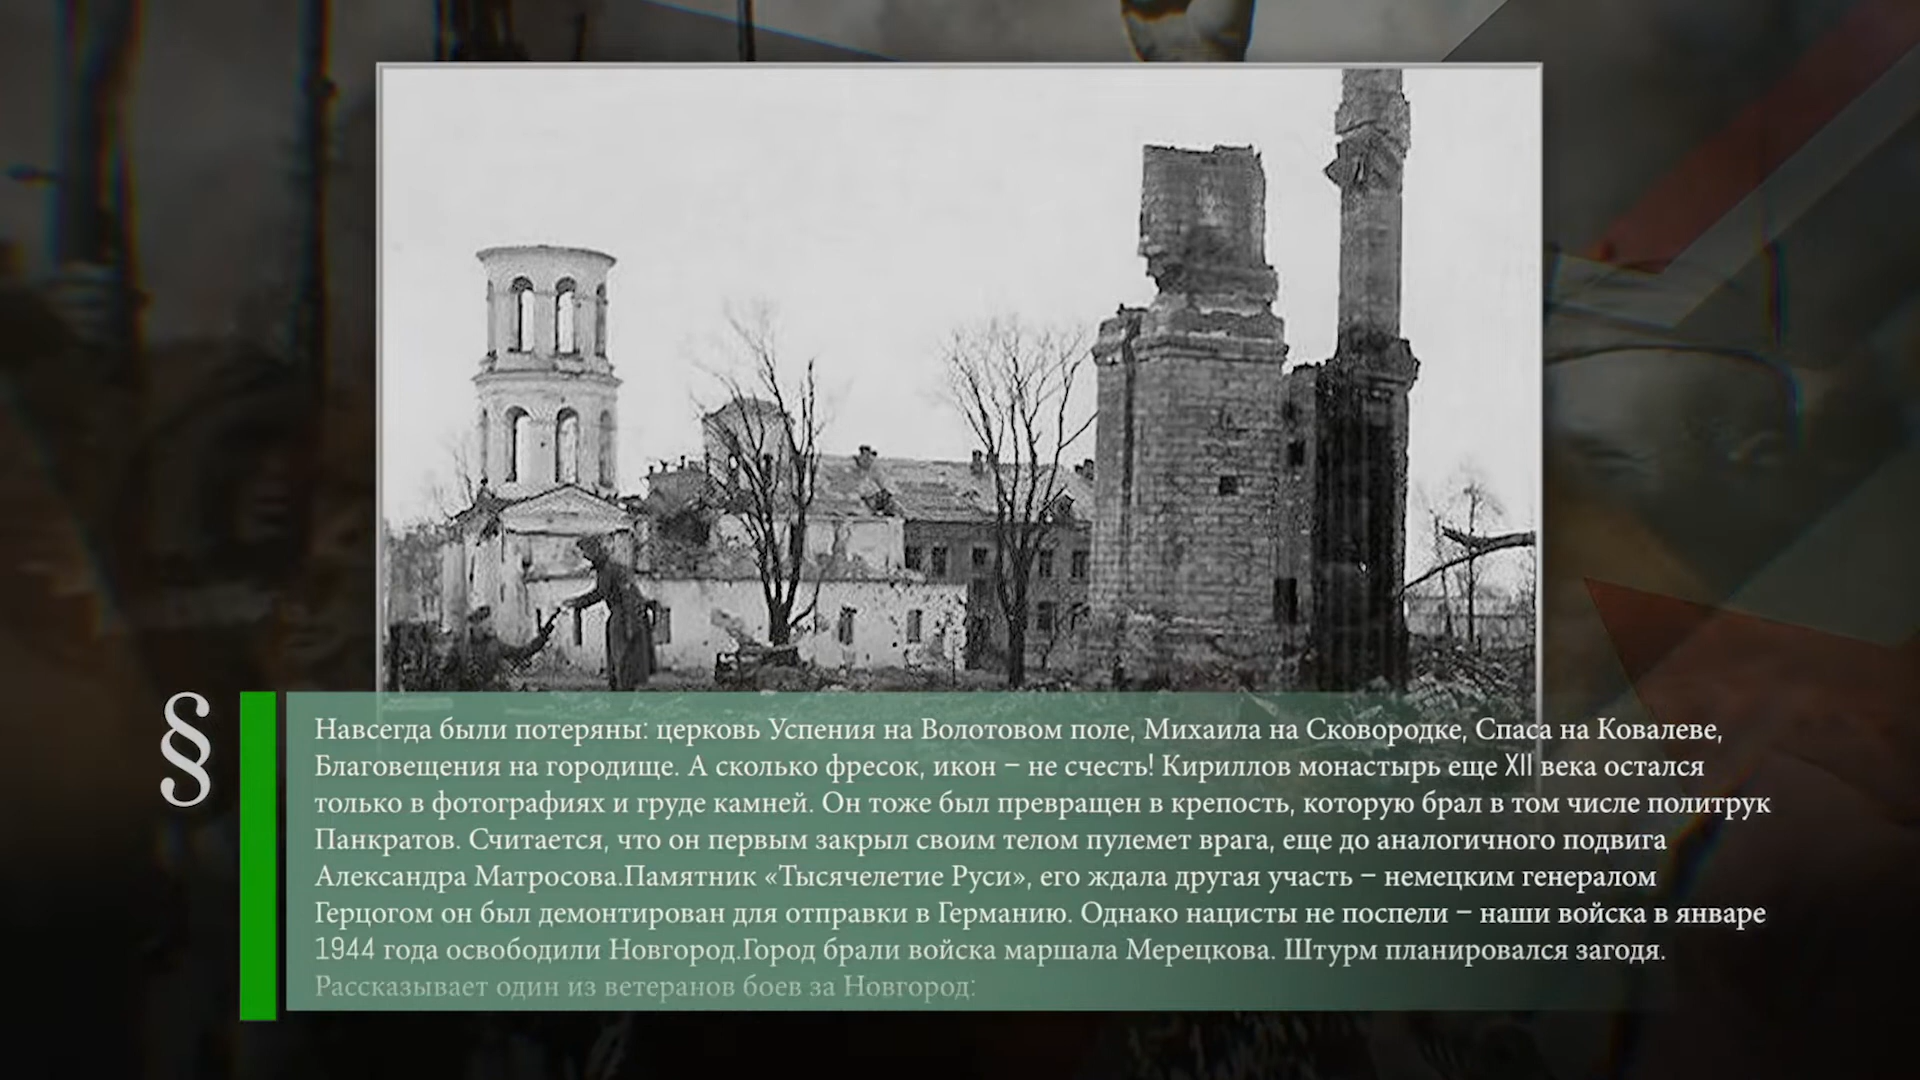 §
Навсегда были потеряны: церковь Успения на Волотовом поле, Михаила на Сковородке, Спаса на Ковалеве,
Благовещения на городище. А сколько фресок, икон – не счесть! Кириллов монастырь еще XII века остался
только в фотографиях и груде камней. Он тоже был превращен в крепость, которую брал в том числе политрук
Панкратов. Считается, что он первым закрыл своим телом пулемет врага, еще до аналогичного подвига
Александра Матросова.Памятник «Тысячелетие Руси», его ждала другая участь – немецким генералом
Герцогом он был демонтирован для отправки в Германию. Однако нацисты не поспели – наши войска в январе
1944 года освободили Новгород.Город брали войска маршала Мерецкова. Штурм планировался загодя.
Рассказывает один из ветеранов боев за Новгород: